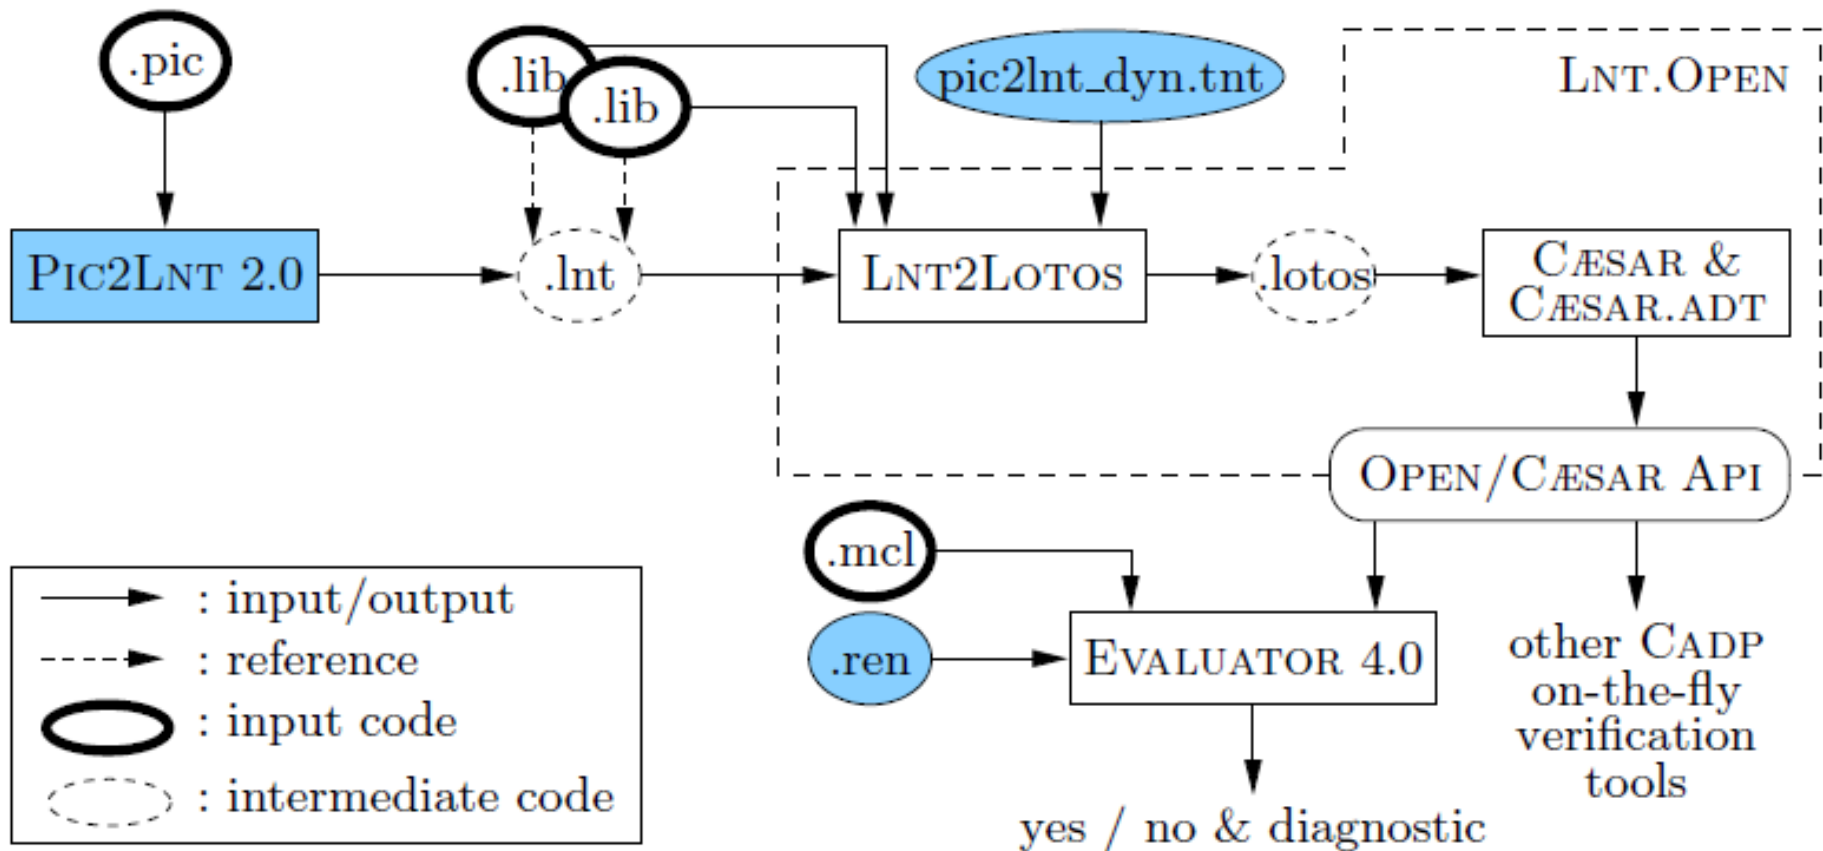 .pic
.lib
.lib
pic2lnt_dyn.tnt
LNT.OPEN
PIC2LNT 2.0
.lnt
LNT2LOTOS
.lotos
CÆSAR &
CÆSAR.ADT
OPEN/CÆSAR API
.mcl
.ren
EVALUATOR 4.0
other CADP
on-the-fly
verification
tools
yes / no & diagnostic
: input/output
: reference
: input code
: intermediate code